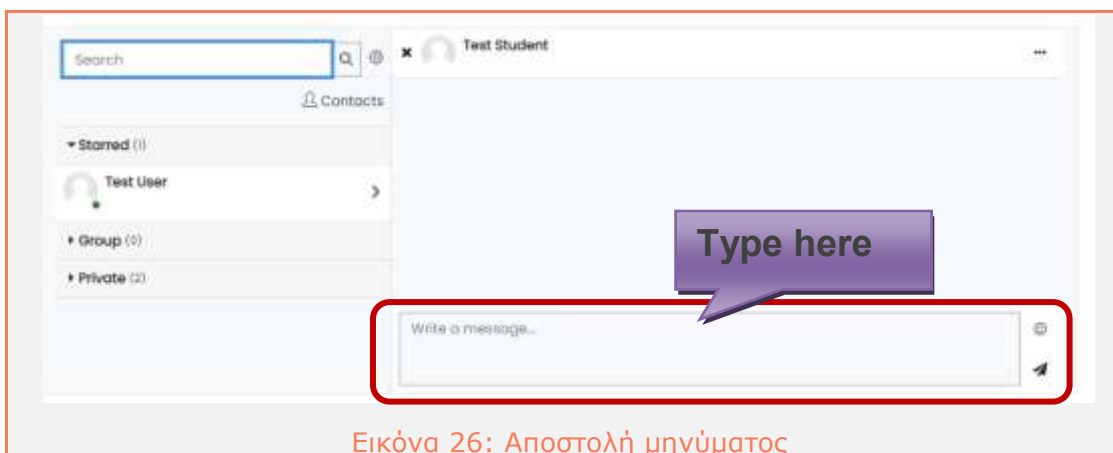 Search
Contacts
Starred (1)
Test User
Group (0)
Private (2)
Test Student
Type here
Write a message...
Εικόνα 26: Αποστολή μηνύματος